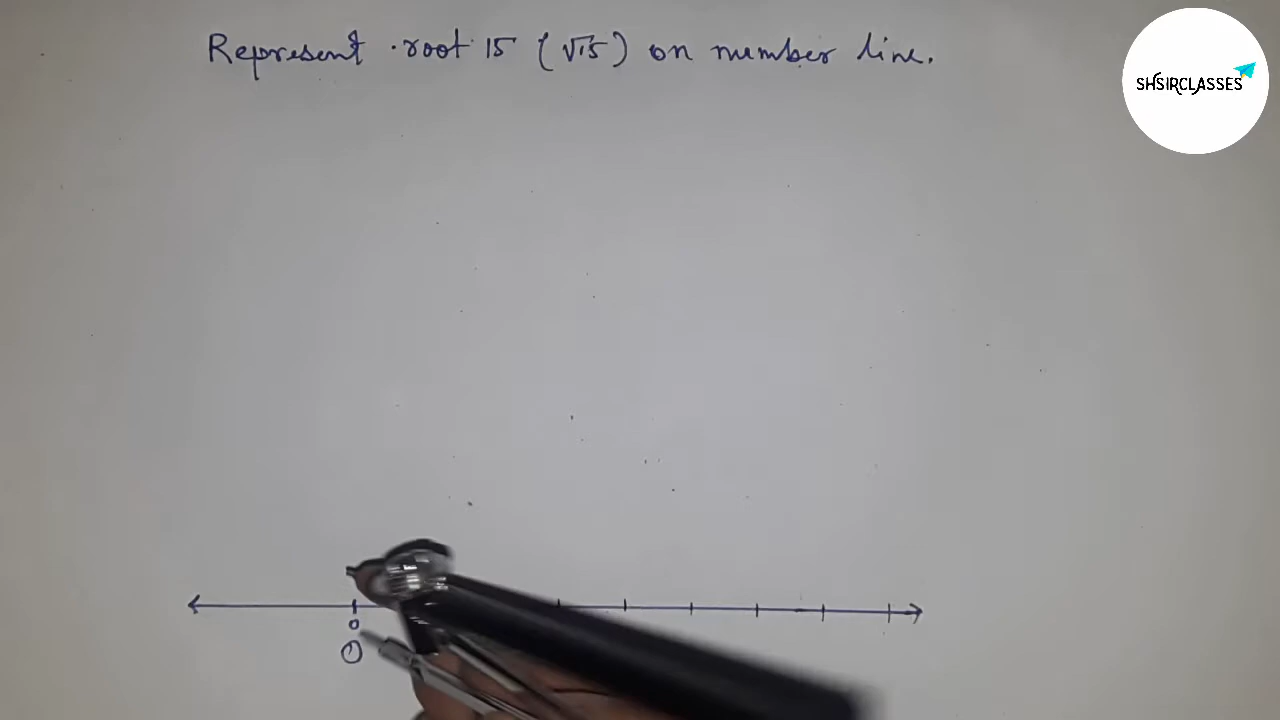 Represent root 15 (√15) on number line.
SHSIRCLASSES
0
O